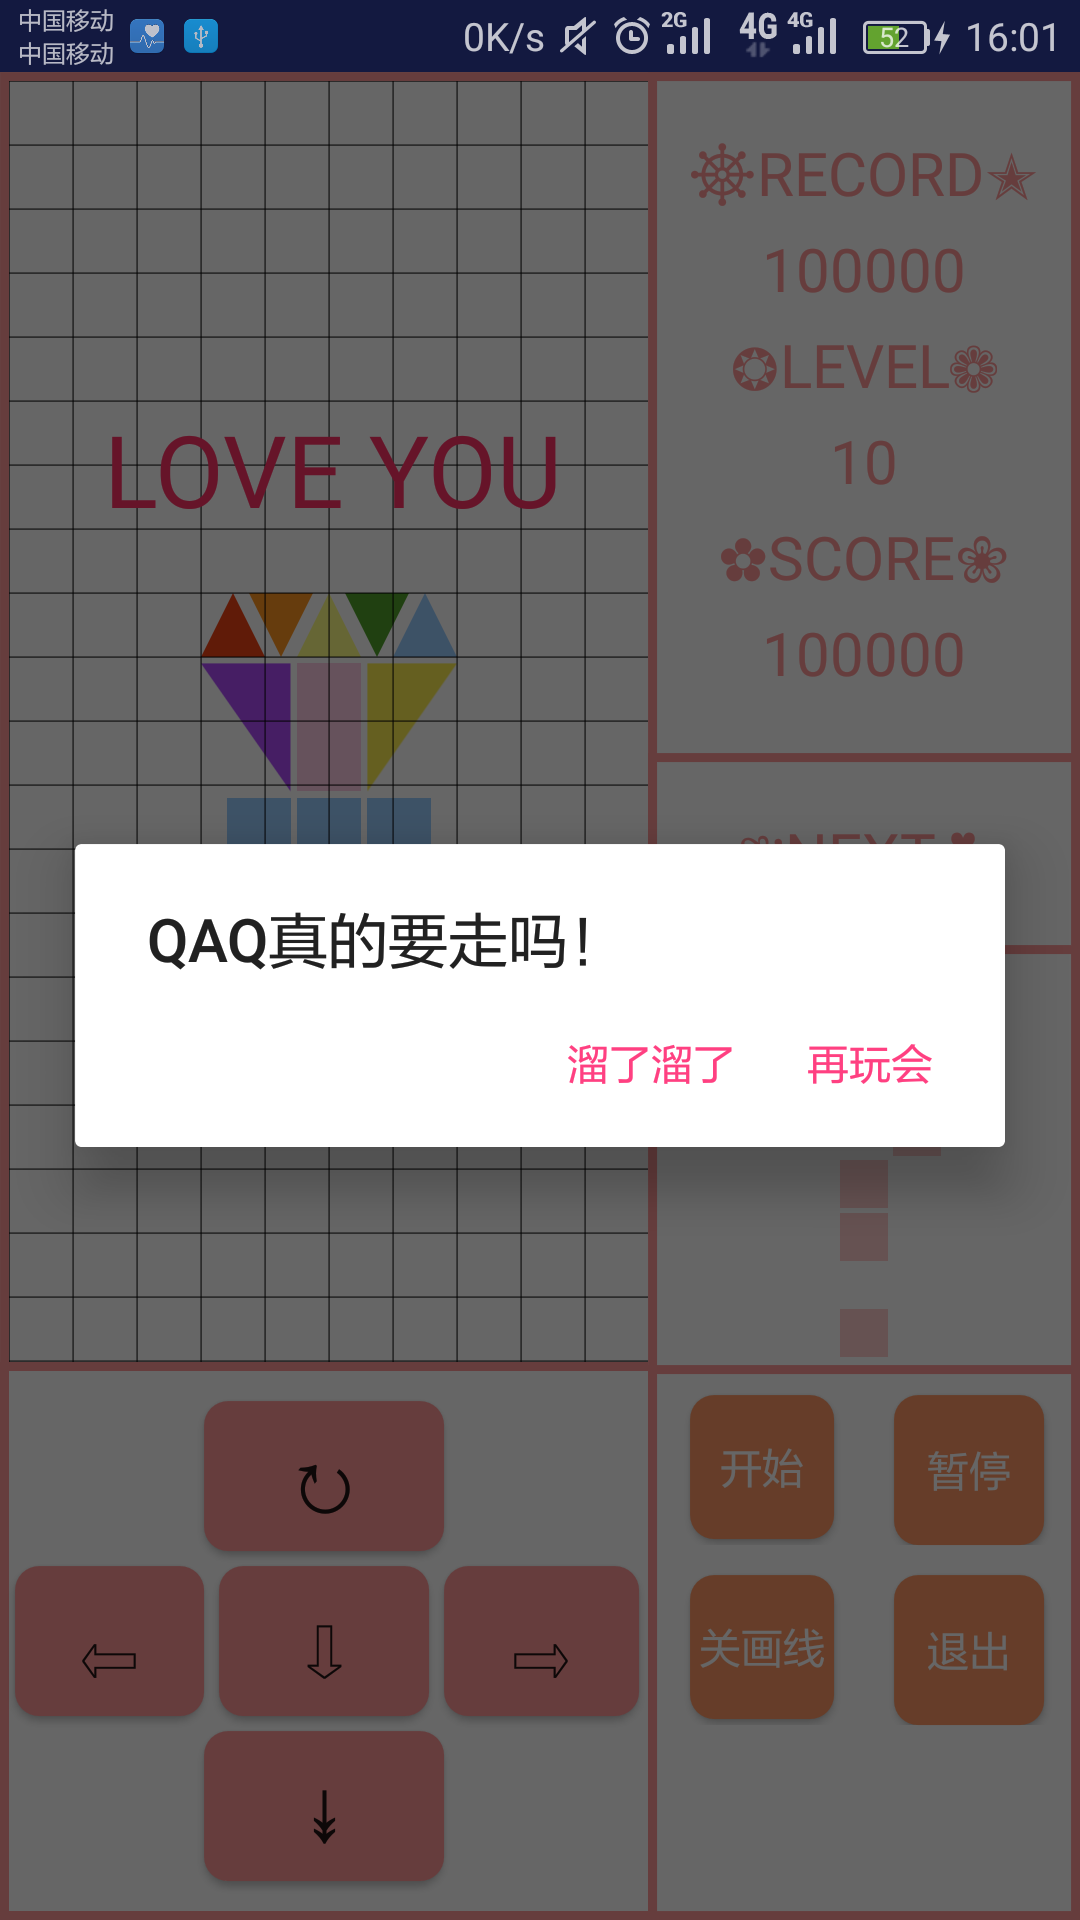 中国移动
中国移动
0K/s
2G
4G
4G
52
16:01
RECORD
100000
LEVEL
10
SCORE
100000
LOVE YOU
NEXT
QAQ真的要走吗！
溜了溜了 再玩会
开始 暂停
关画线 退出